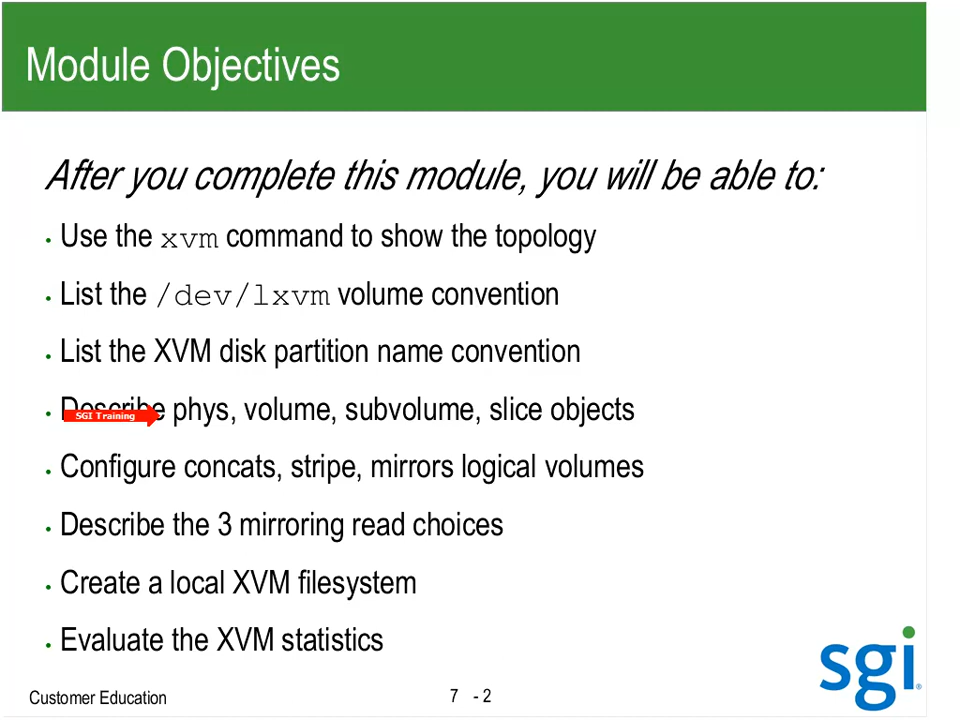 Module Objectives
After you complete this module, you will be able to:
• Use the xvm command to show the topology
• List the /dev/lxvm volume convention
• List the XVM disk partition name convention
• Describe phys, volume, subvolume, slice objects
SGI Training
• Configure concats, stripe, mirrors logical volumes
• Describe the 3 mirroring read choices
• Create a local XVM filesystem
• Evaluate the XVM statistics
sgi®
Customer Education 7 - 2